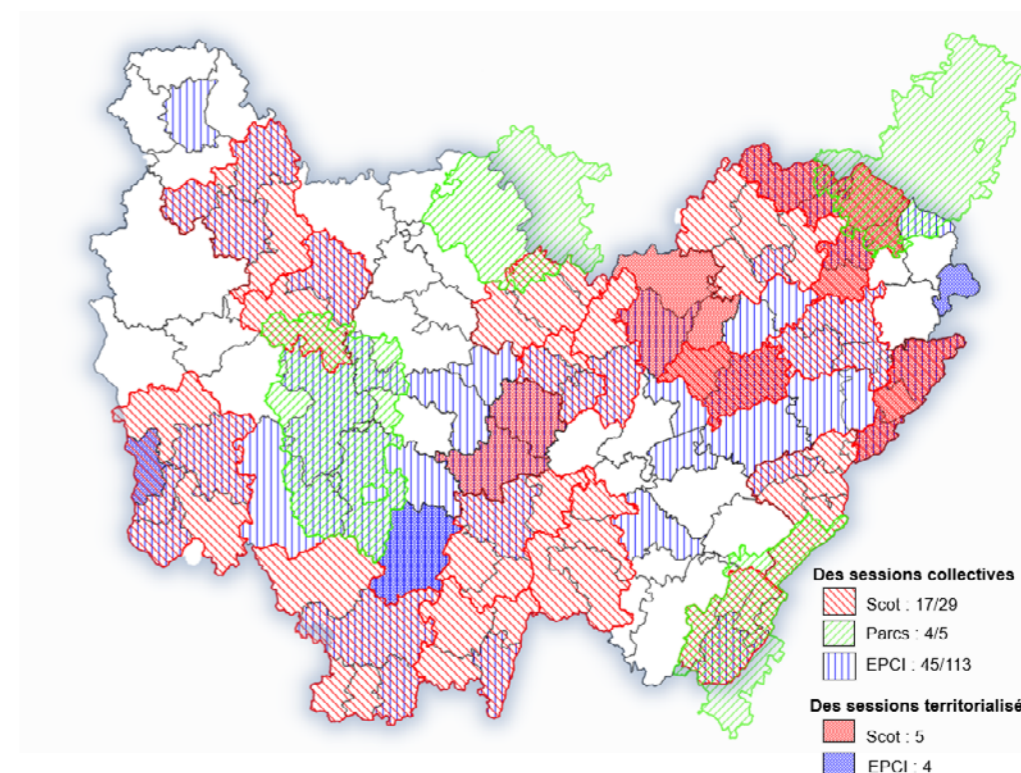 Des sessions collectives
Scot : 17/29
Parcs : 4/5
EPCI : 45/113
Des sessions territorialisé
Scot : 5
EPCI : 4